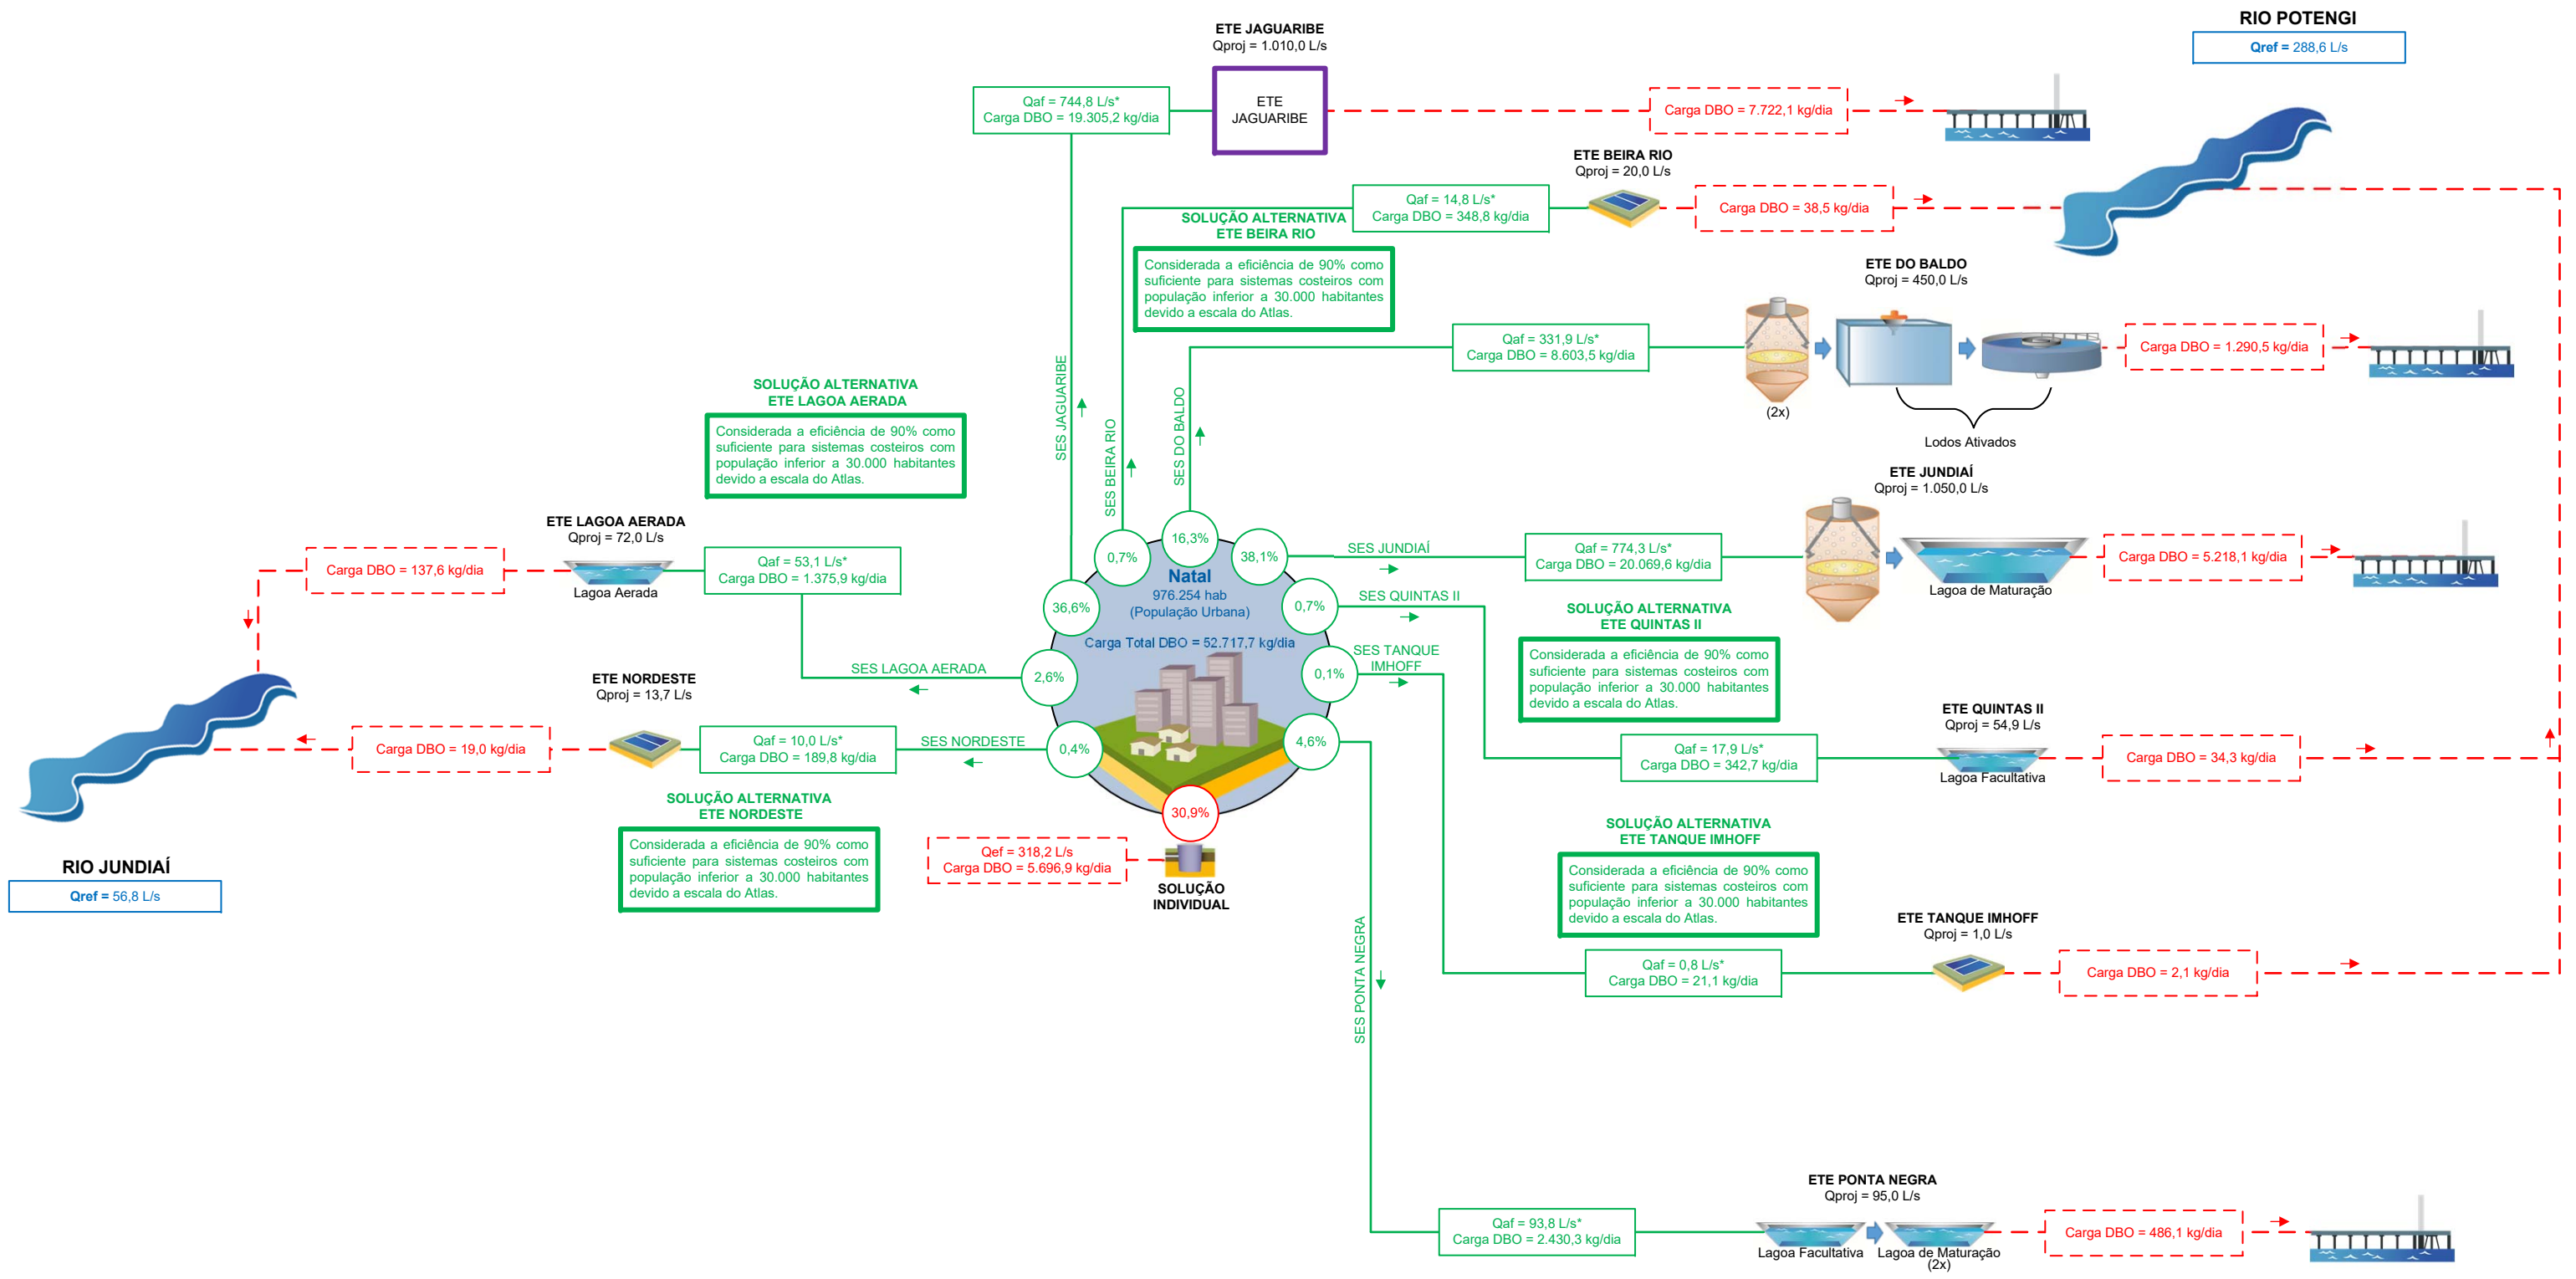 RIO POTENGI
Qref = 288,6 L/s
ETE JAGUARIBE
Qproj = 1.010,0 L/s
Qaf = 744,8 L/s*
Carga DBO = 19.305,2 kg/dia
ETE
JAGUARIBE
Carga DBO = 7.722,1 kg/dia
ETE BEIRA RIO
Qproj = 20,0 L/s
Qaf = 14,8 L/s*
Carga DBO = 348,8 kg/dia
Carga DBO = 38,5 kg/dia
SOLUÇÃO ALTERNATIVA
ETE BEIRA RIO
Considerada a eficiência de 90% como
suficiente para sistemas costeiros com
população inferior a 30.000 habitantes
devido a escala do Atlas.
ETE DO BALDO
Qproj = 450,0 L/s
Qaf = 331,9 L/s*
Carga DBO = 8.603,5 kg/dia
(2x)
Lodos Ativados
Carga DBO = 1.290,5 kg/dia
SES JAGUARIBE
SES BEIRA RIO
SES DO BALDO
SOLUÇÃO ALTERNATIVA
ETE LAGOA AERADA
Considerada a eficiência de 90% como
suficiente para sistemas costeiros com
população inferior a 30.000 habitantes
devido a escala do Atlas.
ETE JUNDIAÍ
Qproj = 1.050,0 L/s
SES JUNDIAÍ
Qaf = 774,3 L/s*
Carga DBO = 20.069,6 kg/dia
Lagoa de Maturação
Carga DBO = 5.218,1 kg/dia
ETE LAGOA AERADA
Qproj = 72,0 L/s
Carga DBO = 137,6 kg/dia
Lagoa Aerada
Qaf = 53,1 L/s*
Carga DBO = 1.375,9 kg/dia
SES LAGOA AERADA
36,6%
0,7%
16,3%
38,1%
0,7%
0,1%
4,6%
2,6%
0,4%
30,9%
Natal
976.254 hab
(População Urbana)
Carga Total DBO = 52.717,7 kg/dia
SES QUINTAS II
SES TANQUE
IMHOFF
SOLUÇÃO ALTERNATIVA
ETE QUINTAS II
Considerada a eficiência de 90% como
suficiente para sistemas costeiros com
população inferior a 30.000 habitantes
devido a escala do Atlas.
ETE QUINTAS II
Qproj = 54,9 L/s
Qaf = 17,9 L/s*
Carga DBO = 342,7 kg/dia
Lagoa Facultativa
Carga DBO = 34,3 kg/dia
ETE NORDESTE
Qproj = 13,7 L/s
Carga DBO = 19,0 kg/dia
Qaf = 10,0 L/s*
Carga DBO = 189,8 kg/dia
SES NORDESTE
SOLUÇÃO ALTERNATIVA
ETE NORDESTE
Considerada a eficiência de 90% como
suficiente para sistemas costeiros com
população inferior a 30.000 habitantes
devido a escala do Atlas.
RIO JUNDIAÍ
Qref = 56,8 L/s
Qef = 318,2 L/s
Carga DBO = 5.696,9 kg/dia
SOLUÇÃO
INDIVIDUAL
SOLUÇÃO ALTERNATIVA
ETE TANQUE IMHOFF
Considerada a eficiência de 90% como
suficiente para sistemas costeiros com
população inferior a 30.000 habitantes
devido a escala do Atlas.
ETE TANQUE IMHOFF
Qproj = 1,0 L/s
Qaf = 0,8 L/s*
Carga DBO = 21,1 kg/dia
Carga DBO = 2,1 kg/dia
SES PONTA NEGRA
ETE PONTA NEGRA
Qproj = 95,0 L/s
Qaf = 93,8 L/s*
Carga DBO = 2.430,3 kg/dia
Lagoa Facultativa
Lagoa de Maturação
(2x)
Carga DBO = 486,1 kg/dia